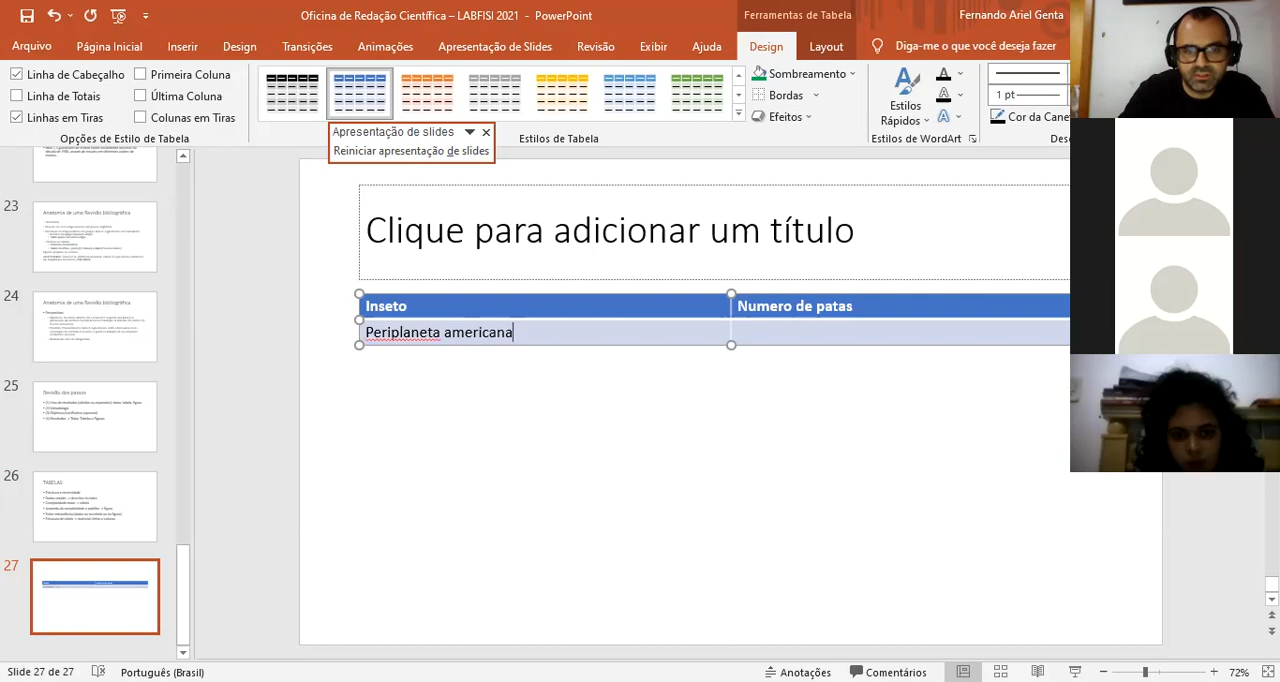 Oficina de Redação Científica – LABFISI 2021 - PowerPoint
Ferramentas de Tabela
Fernando Ariel Genta
Arquivo
Página Inicial
Inserir
Design
Transições
Animações
Apresentação de Slides
Revisão
Exibir
Ajuda
Design
Layout
Diga-me o que você deseja fazer
Linha de Cabeçalho
Primeira Coluna
Linha de Totais
Última Coluna
Linhas em Tiras
Colunas em Tiras
Opções de Estilo de Tabela
Estilos de Tabela
Sombreamento
Bordas
Efeitos
Estilos
Rápidos
Estilos de WordArt
1 pt
Cor da Cane
Apresentação de slides
Reiniciar apresentação de slides
23
Anatomia de uma Revisão bibliográfica
24
Anatomia de uma Revisão bibliográfica
25
26
TABELAS
27
Clique para adicionar um título
Inseto
Numero de patas
Periplaneta americana
Slide 27 de 27
Português (Brasil)
Anotações
Comentários
72%